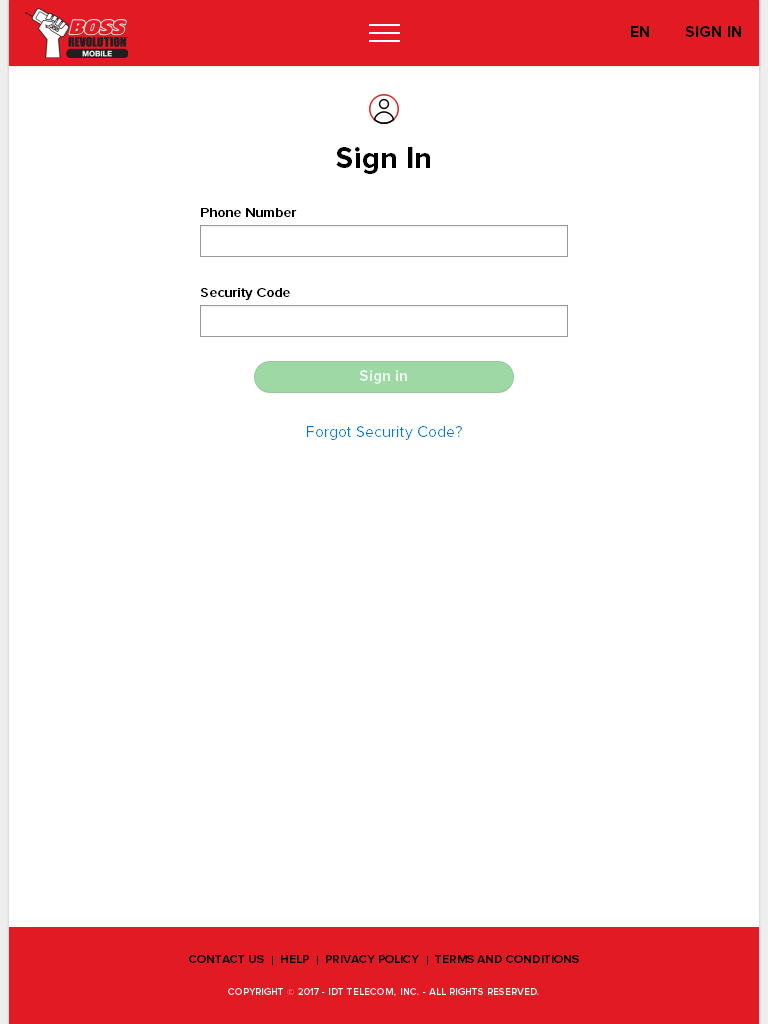 BOSS
REVOLUTION
MOBILE
EN SIGN IN
Sign In
Phone Number
Security Code
Sign in
Forgot Security Code?
CONTACT US | HELP | PRIVACY POLICY | TERMS AND CONDITIONS
COPYRIGHT © 2017 - IDT TELECOM, INC. - ALL RIGHTS RESERVED.